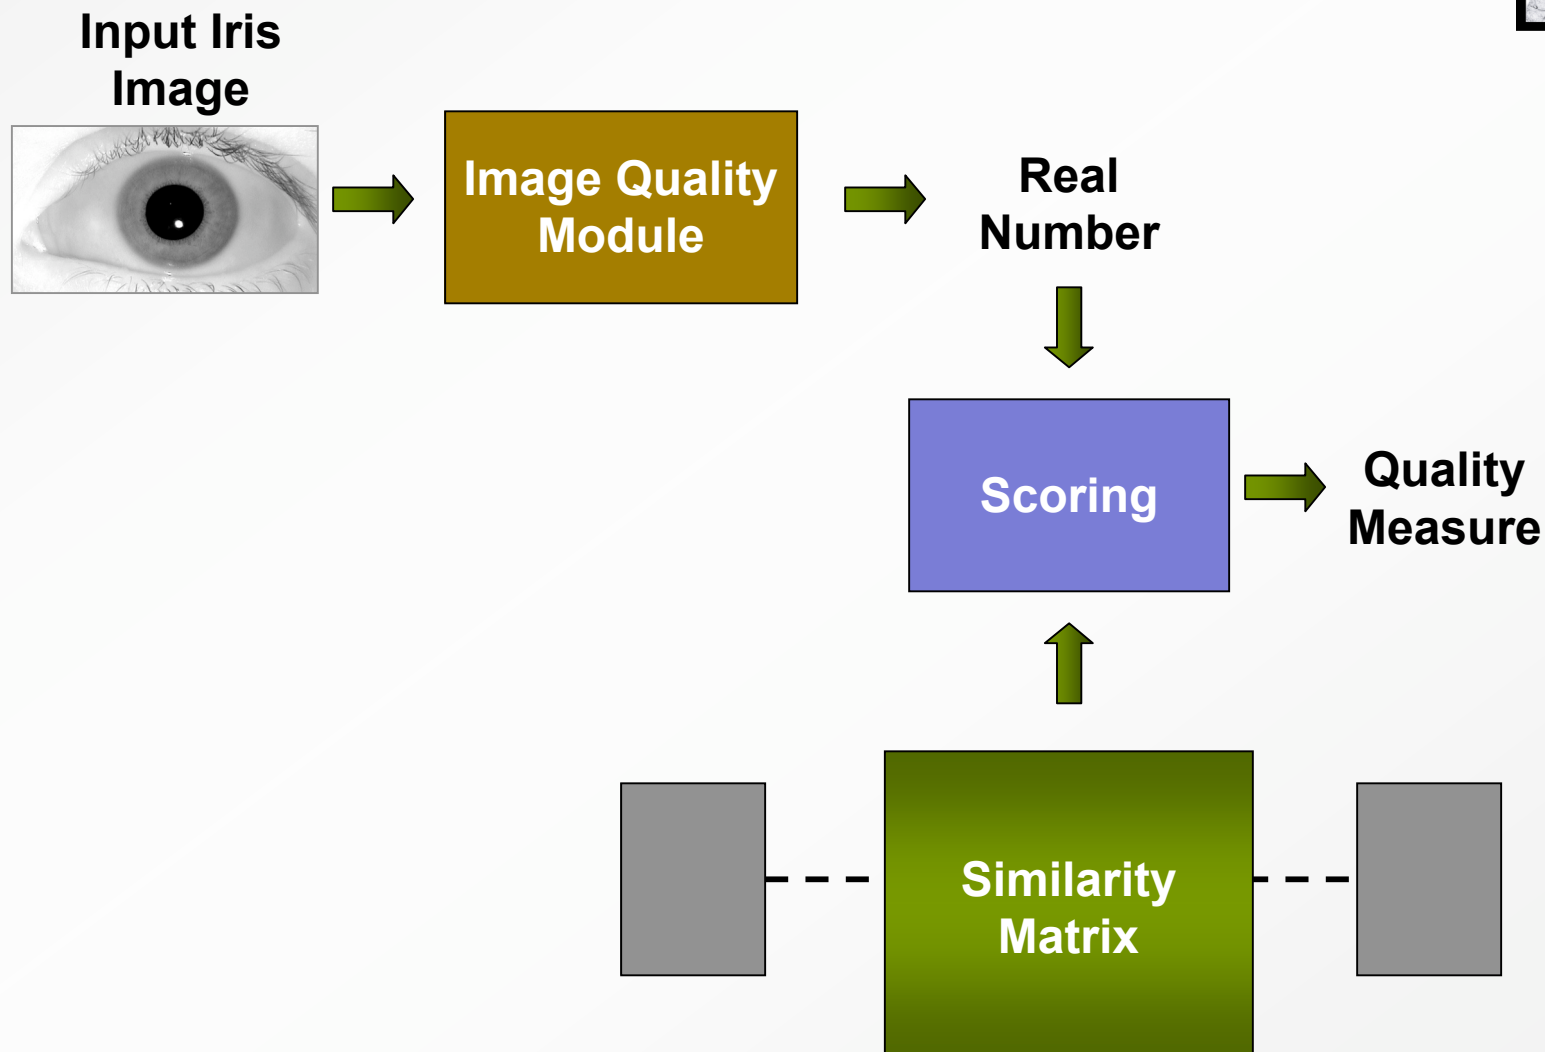 Input Iris
Image
Image Quality
Module
Real
Number
Scoring
Quality
Measure
Similarity
Matrix